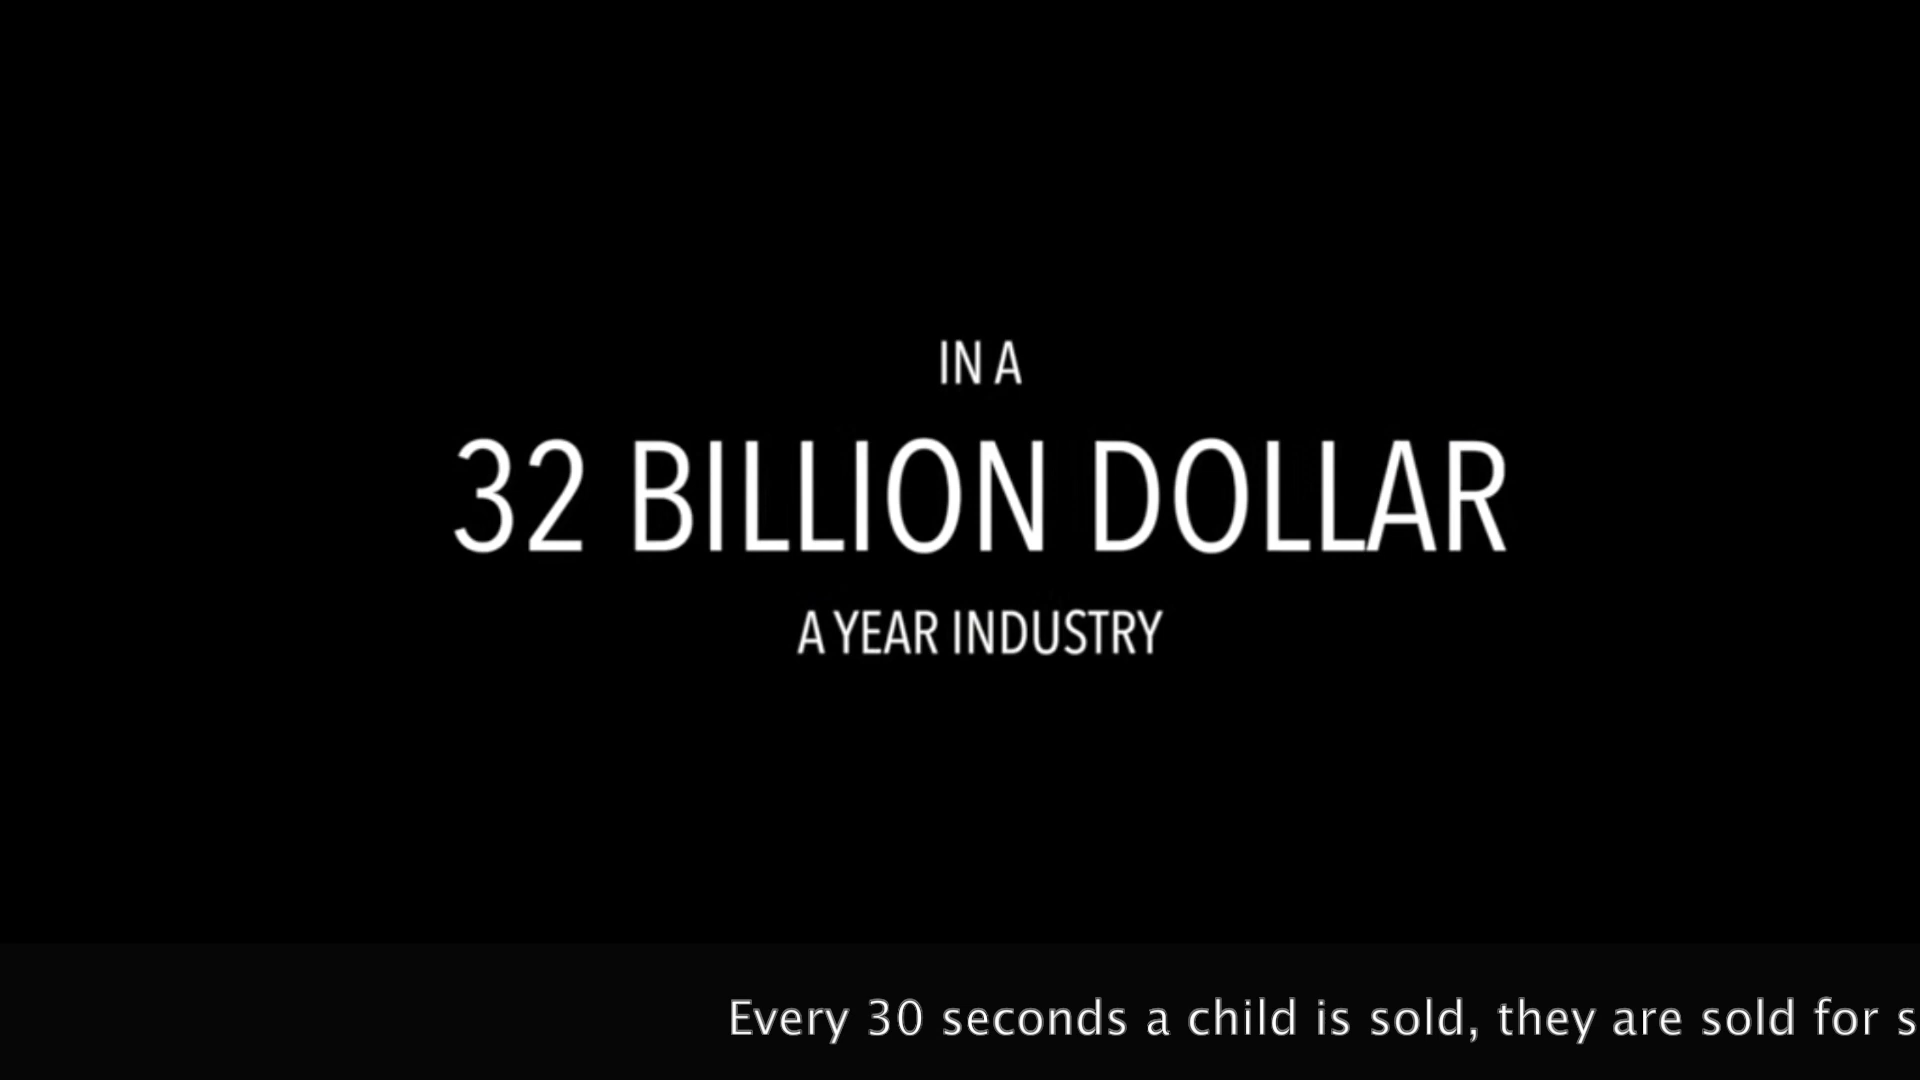 IN A
32 BILLION DOLLAR
A YEAR INDUSTRY
Every 30 seconds a child is sold, they are sold for s